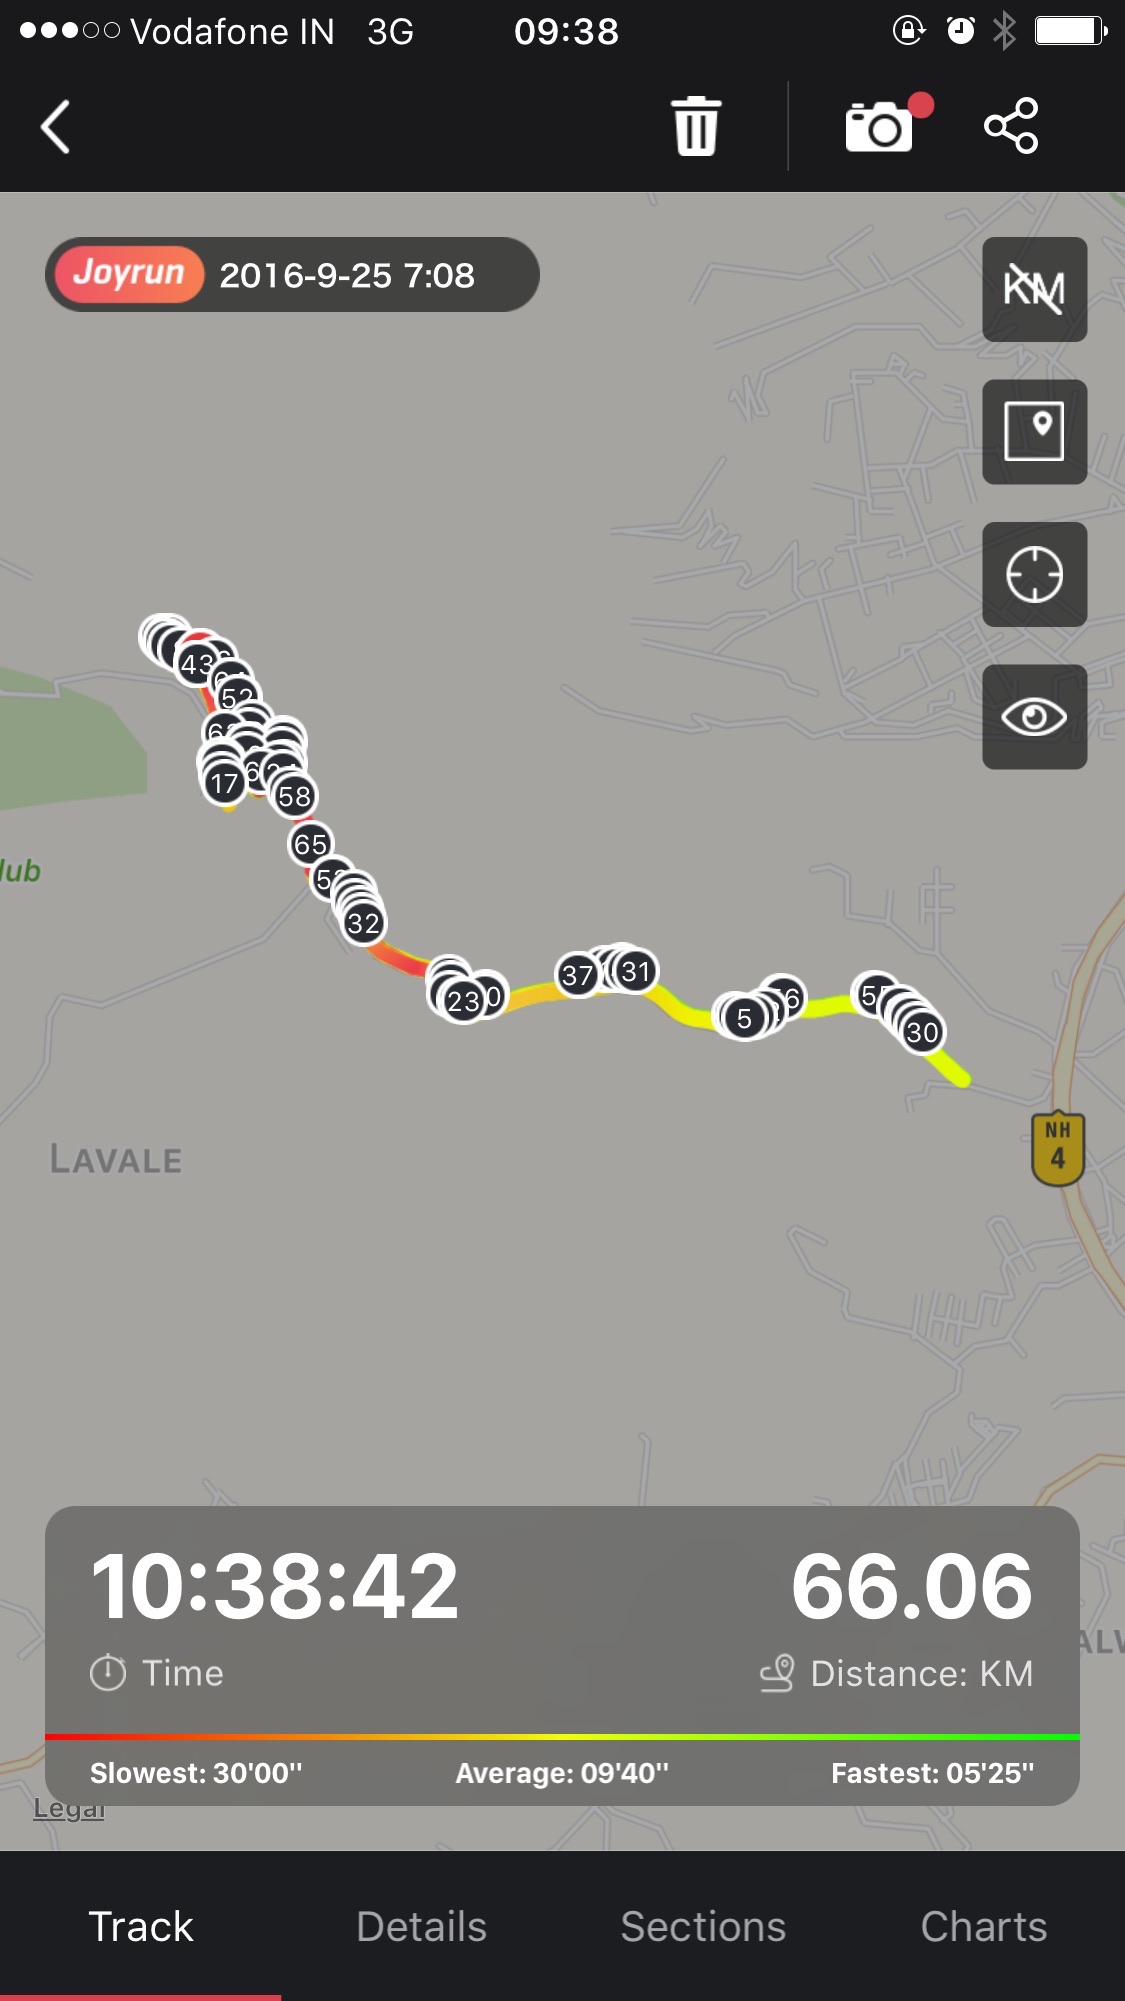 Vodafone IN 3G 09:38
Joyrun 2016-9-25 7:08
KM
43
52
17
58
65
32
37
31
23
5
30
lub
LAVALE
NH
4
10:38:42 66.06
Time Distance: KM
Slowest: 30'00" Average: 09'40" Fastest: 05'25"
Legal
Track Details Sections Charts